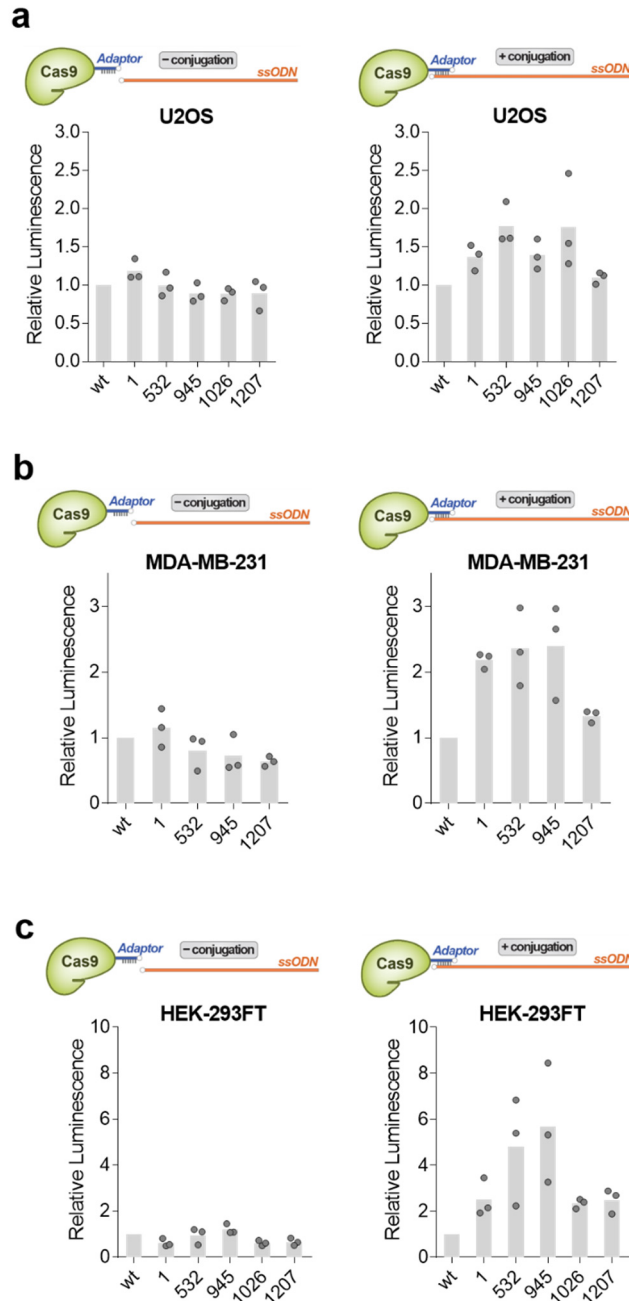 a
Adaptor – conjugation ssODN
Cas9
U2OS
Relative Luminescence
3.0
2.5
2.0
1.5
1.0
0.5
0.0
wt 1 532 945 1026 1207
Adaptor + conjugation ssODN
Cas9
U2OS
Relative Luminescence
3.0
2.5
2.0
1.5
1.0
0.5
0.0
wt 1 532 945 1026 1207
b
Adaptor – conjugation ssODN
Cas9
MDA-MB-231
Relative Luminescence
3
2
1
0
wt 1 532 945 1207
Adaptor + conjugation ssODN
Cas9
MDA-MB-231
Relative Luminescence
3
2
1
0
wt 1 532 945 1207
c
Adaptor – conjugation ssODN
Cas9
HEK-293FT
Relative Luminescence
10
8
6
4
2
0
wt 1 532 945 1026 1207
Adaptor + conjugation ssODN
Cas9
HEK-293FT
Relative Luminescence
10
8
6
4
2
0
wt 1 532 945 1026 1207